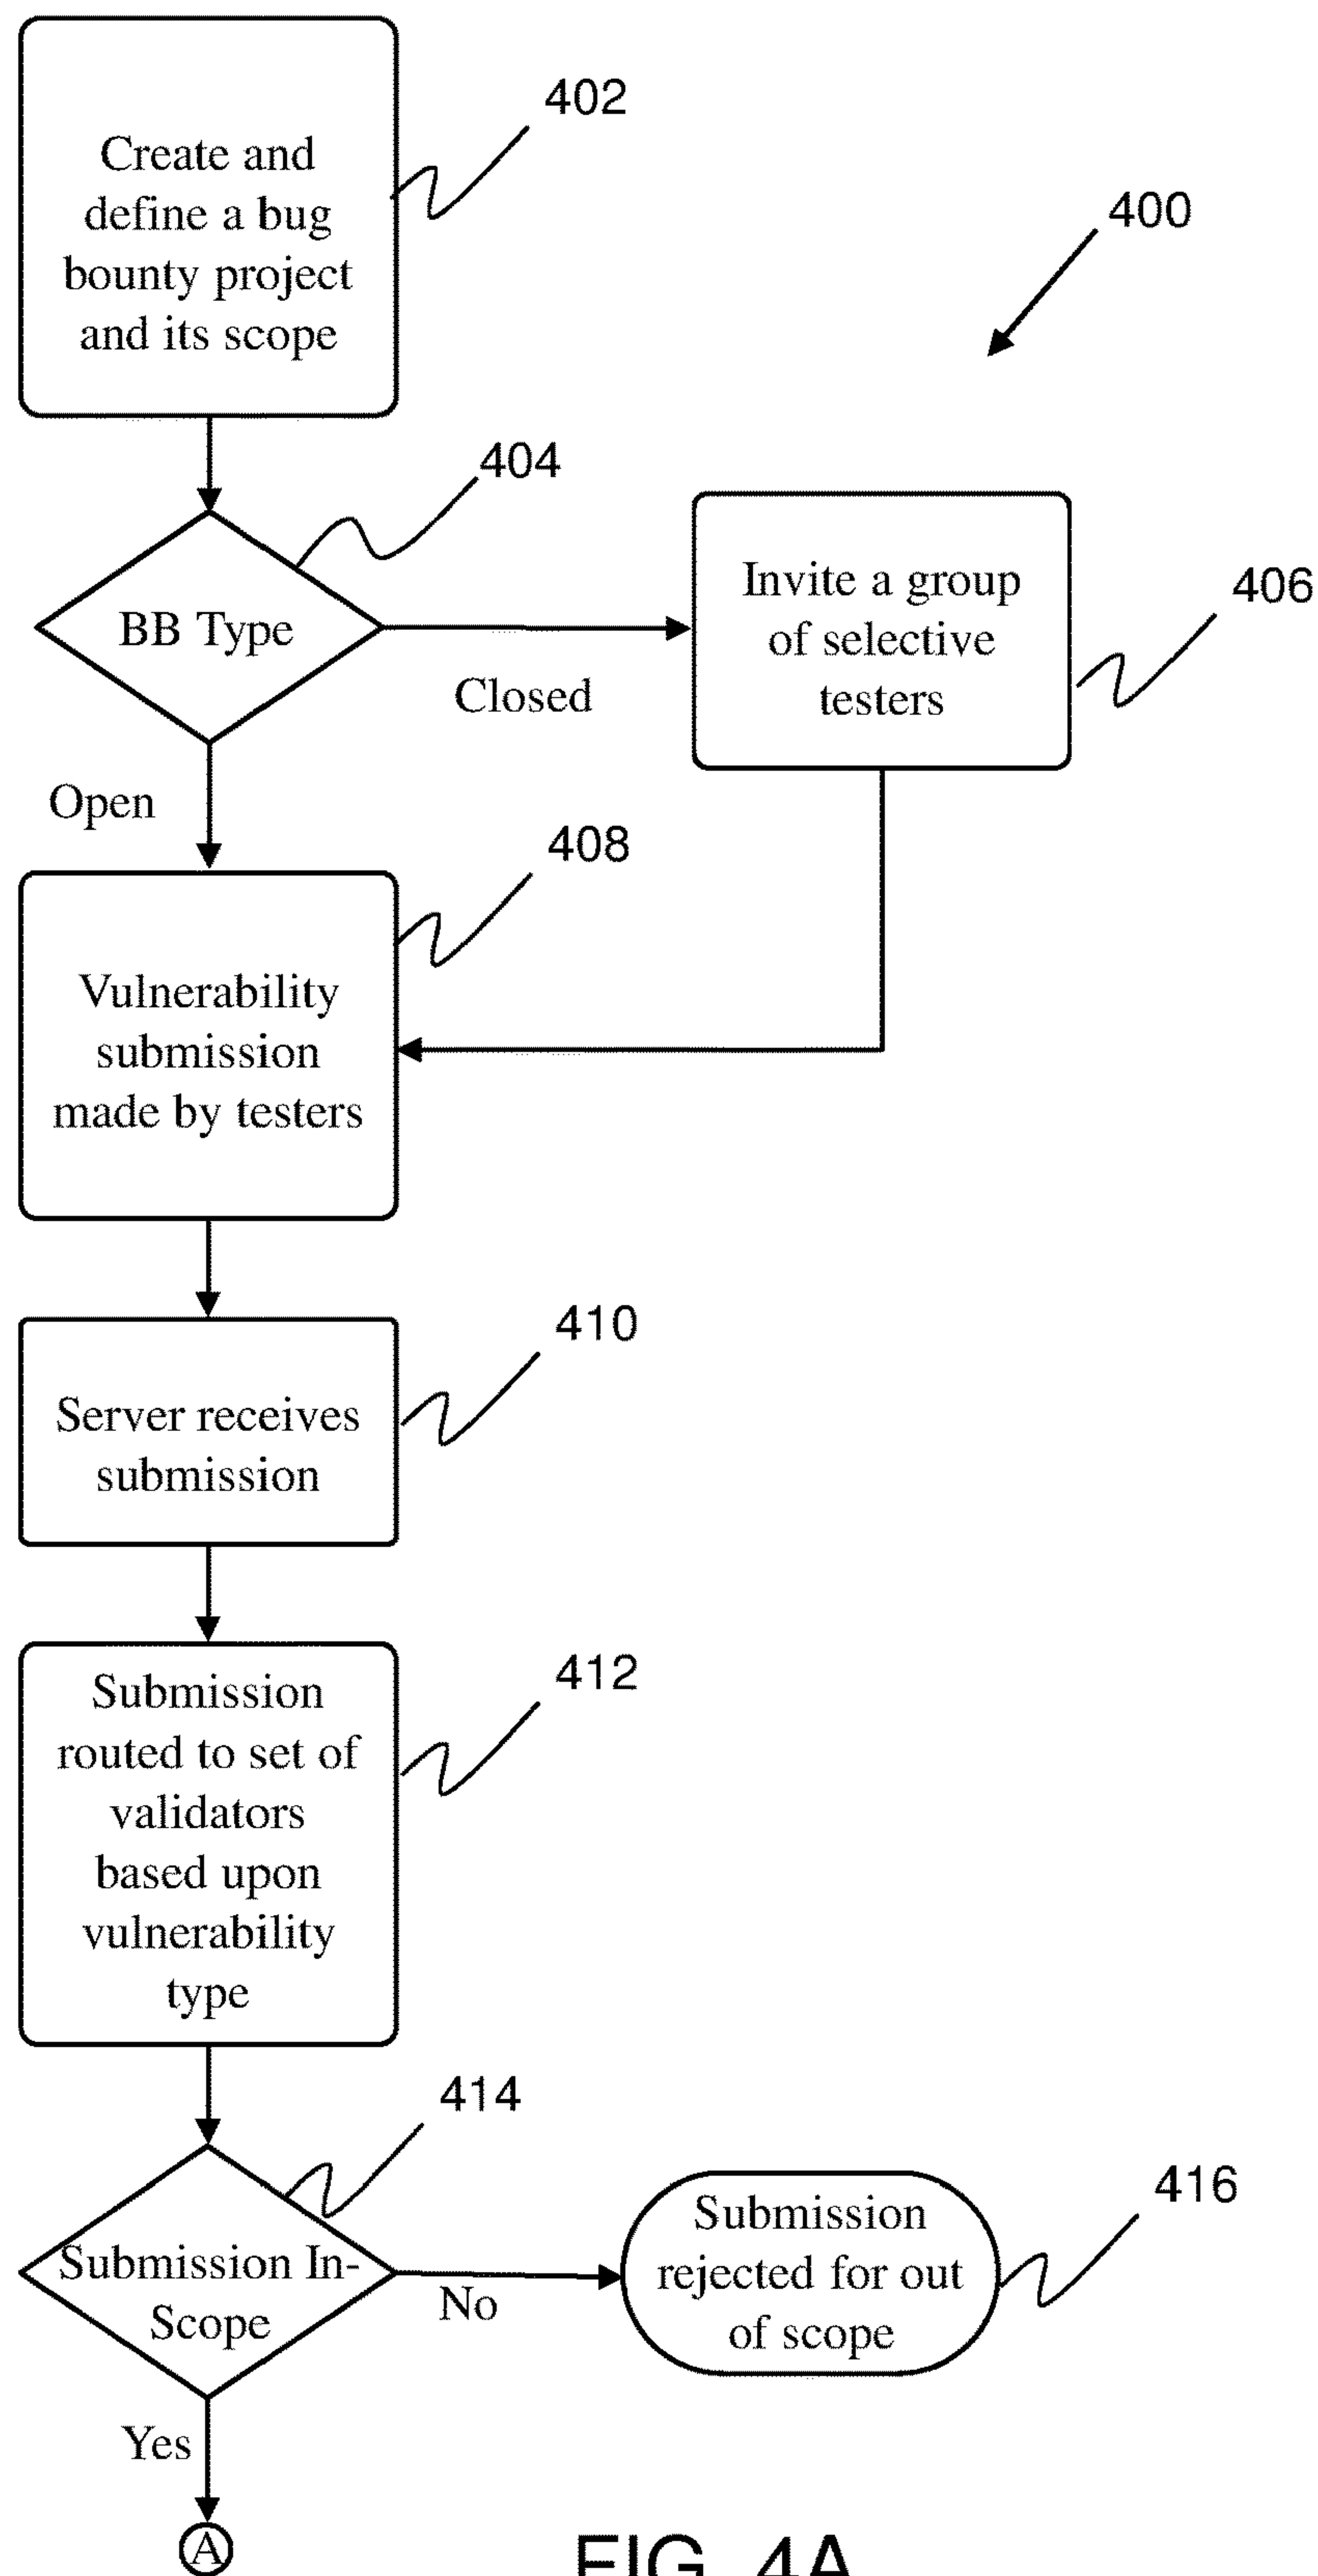 402
Create and
define a bug
bounty project
and its scope
400
404
BB Type
Closed
Invite a group
of selective
testers
406
Open
408
Vulnerability
submission
made by testers
410
Server receives
submission
412
Submission
routed to set of
validators
based upon
vulnerability
type
414
Submission In-
Scope
No
Submission
rejected for out
of scope
416
Yes
A
FIG. 4A